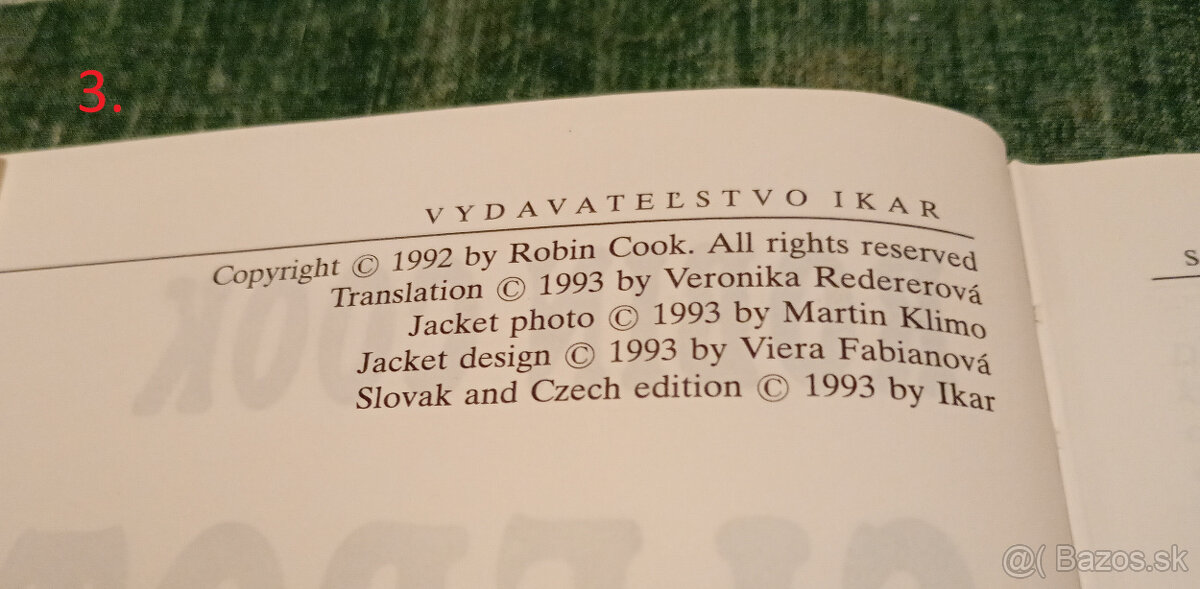 3.
VYDAVATEĽSTVO IKAR
Copyright © 1992 by Robin Cook. All rights reserved
Translation © 1993 by Veronika Redererová
Jacket photo © 1993 by Martin Klimo
Jacket design © 1993 by Viera Fabianová
Slovak and Czech edition © 1993 by Ikar
@( Bazos.sk